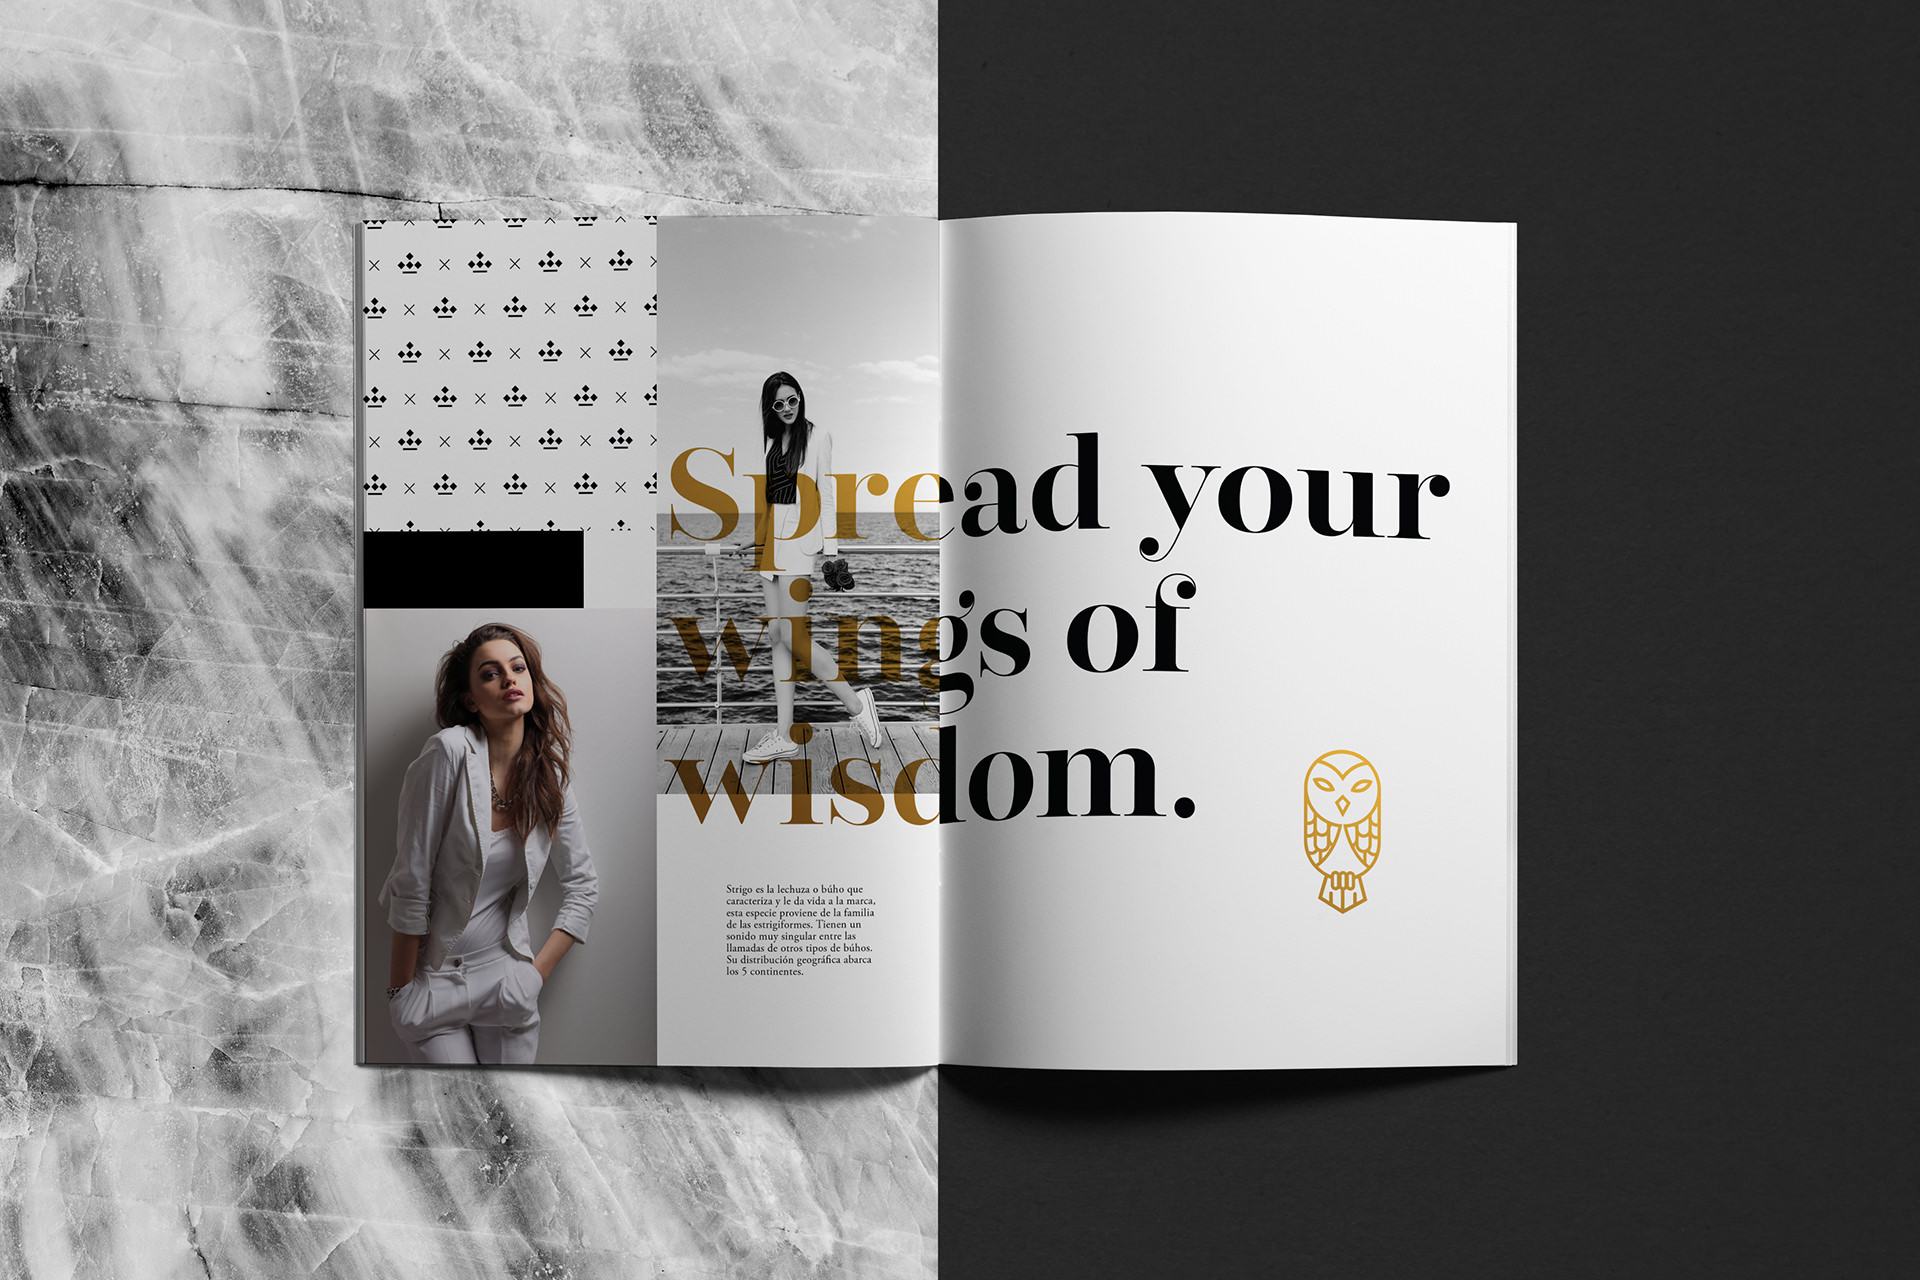 Spread your
wings of
wisdom.
Strigo es la lechuza o búho que
caracteriza y le da vida a la marca,
esta especie proviene de la familia
de las estrigiformes. Tienen un
sonido muy singular entre las
llamadas de otros tipos de búhos.
Su distribución geográfica abarca
los 5 continentes.